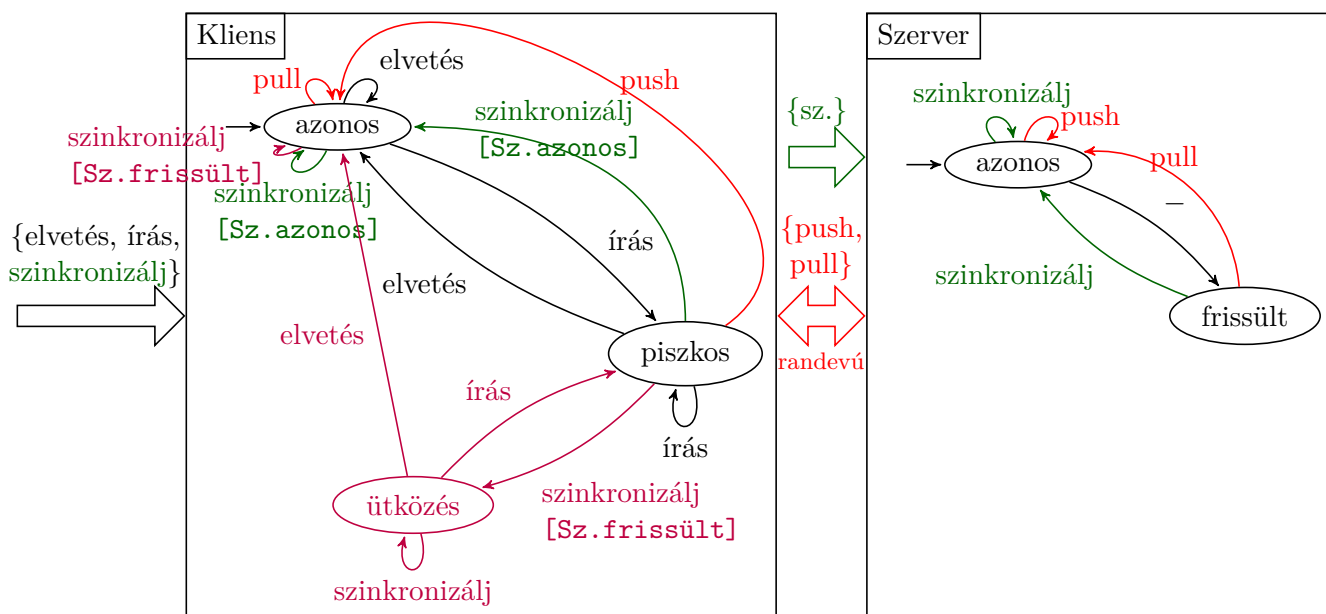 Kliens
Szerver
elvetés
pull
push
szinkronizálj
[Sz.azonos]
azonos
szinkronizálj
[Sz.frissült]
szinkronizálj
[Sz.azonos]
{elvetés, írás,
szinkronizálj}
írás
elvetés
elvetés
piszkos
írás
írás
ütközés
szinkronizálj
[Sz.frissült]
szinkronizálj
{sz.}
{push,
pull}
randevú
szinkronizálj
push
azonos
pull
–
szinkronizálj
frissült